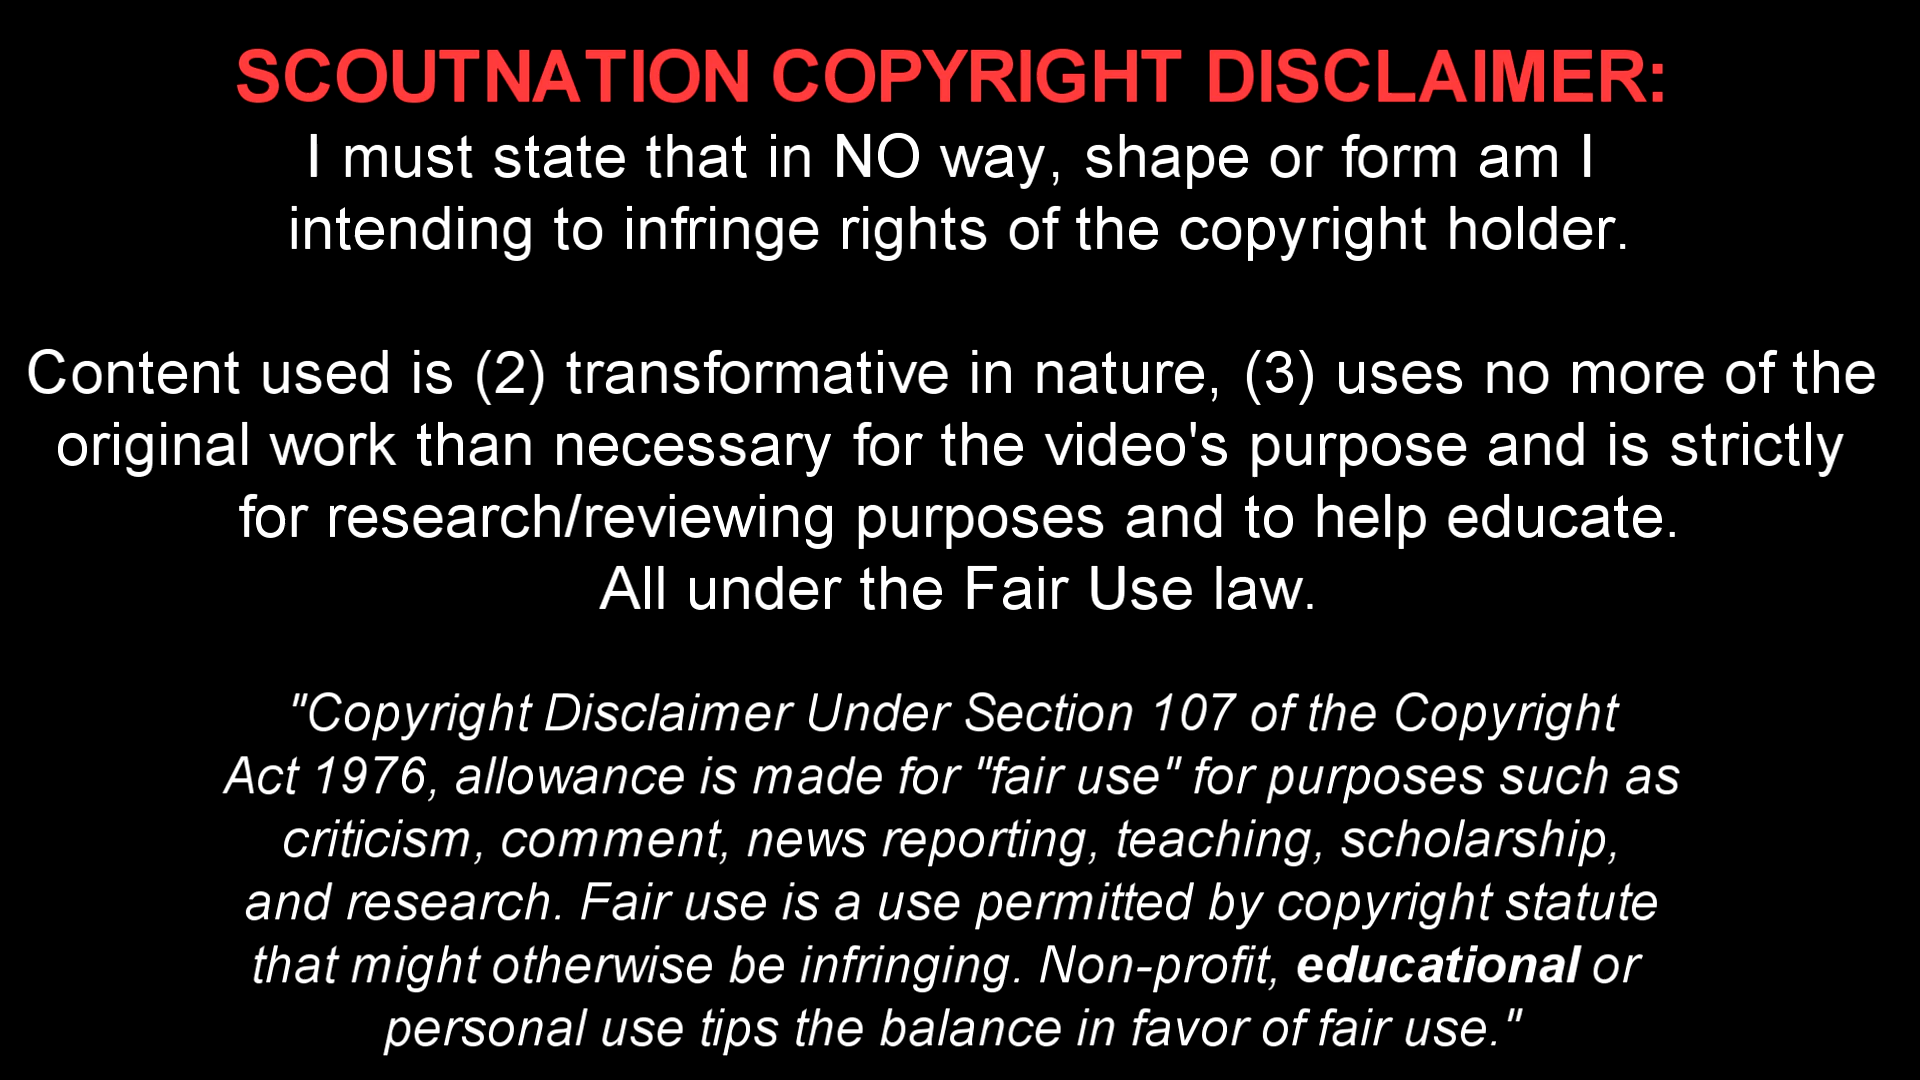 SCOUTNATION COPYRIGHT DISCLAIMER:
I must state that in NO way, shape or form am I
intending to infringe rights of the copyright holder.
Content used is (2) transformative in nature, (3) uses no more of the
original work than necessary for the video's purpose and is strictly
for research/reviewing purposes and to help educate.
All under the Fair Use law.
"Copyright Disclaimer Under Section 107 of the Copyright
Act 1976, allowance is made for "fair use" for purposes such as
criticism, comment, news reporting, teaching, scholarship,
and research. Fair use is a use permitted by copyright statute
that might otherwise be infringing. Non-profit, educational or
personal use tips the balance in favor of fair use."